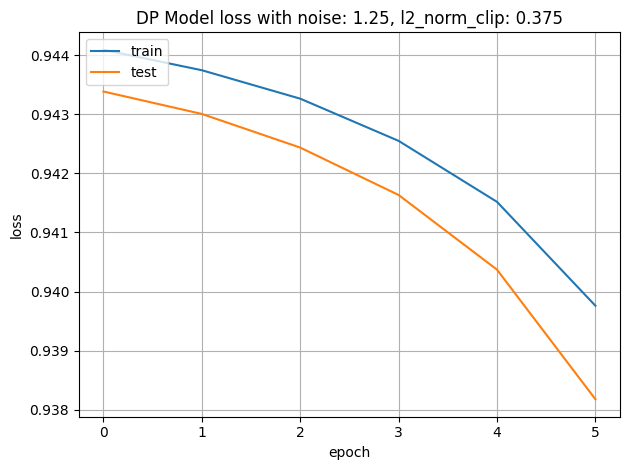 DP Model loss with noise: 1.25, l2_norm_clip: 0.375
train
test
0.944
0.943
0.942
0.941
0.940
0.939
0.938
loss
0 1 2 3 4 5
epoch